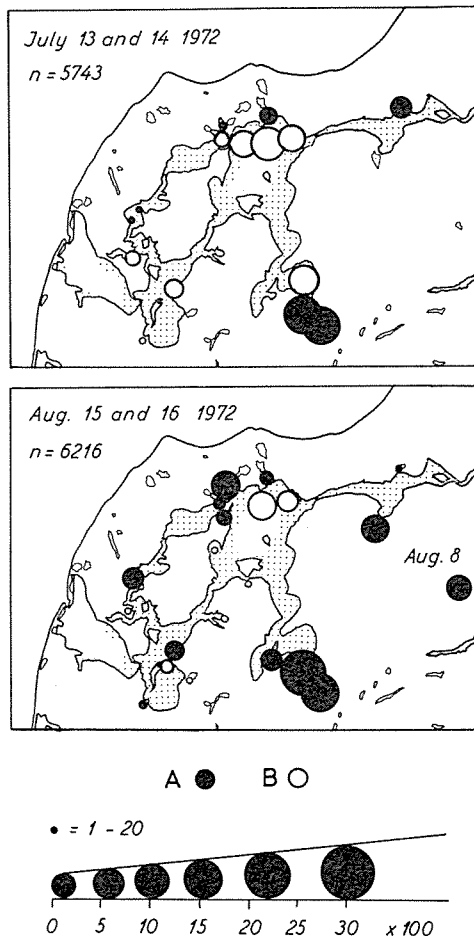 July 13 and 14 1972
n = 5743
Aug. 15 and 16 1972
n = 6216
Aug. 8
A B
= 1 - 20
0 5 10 15 20 25 30 x 100